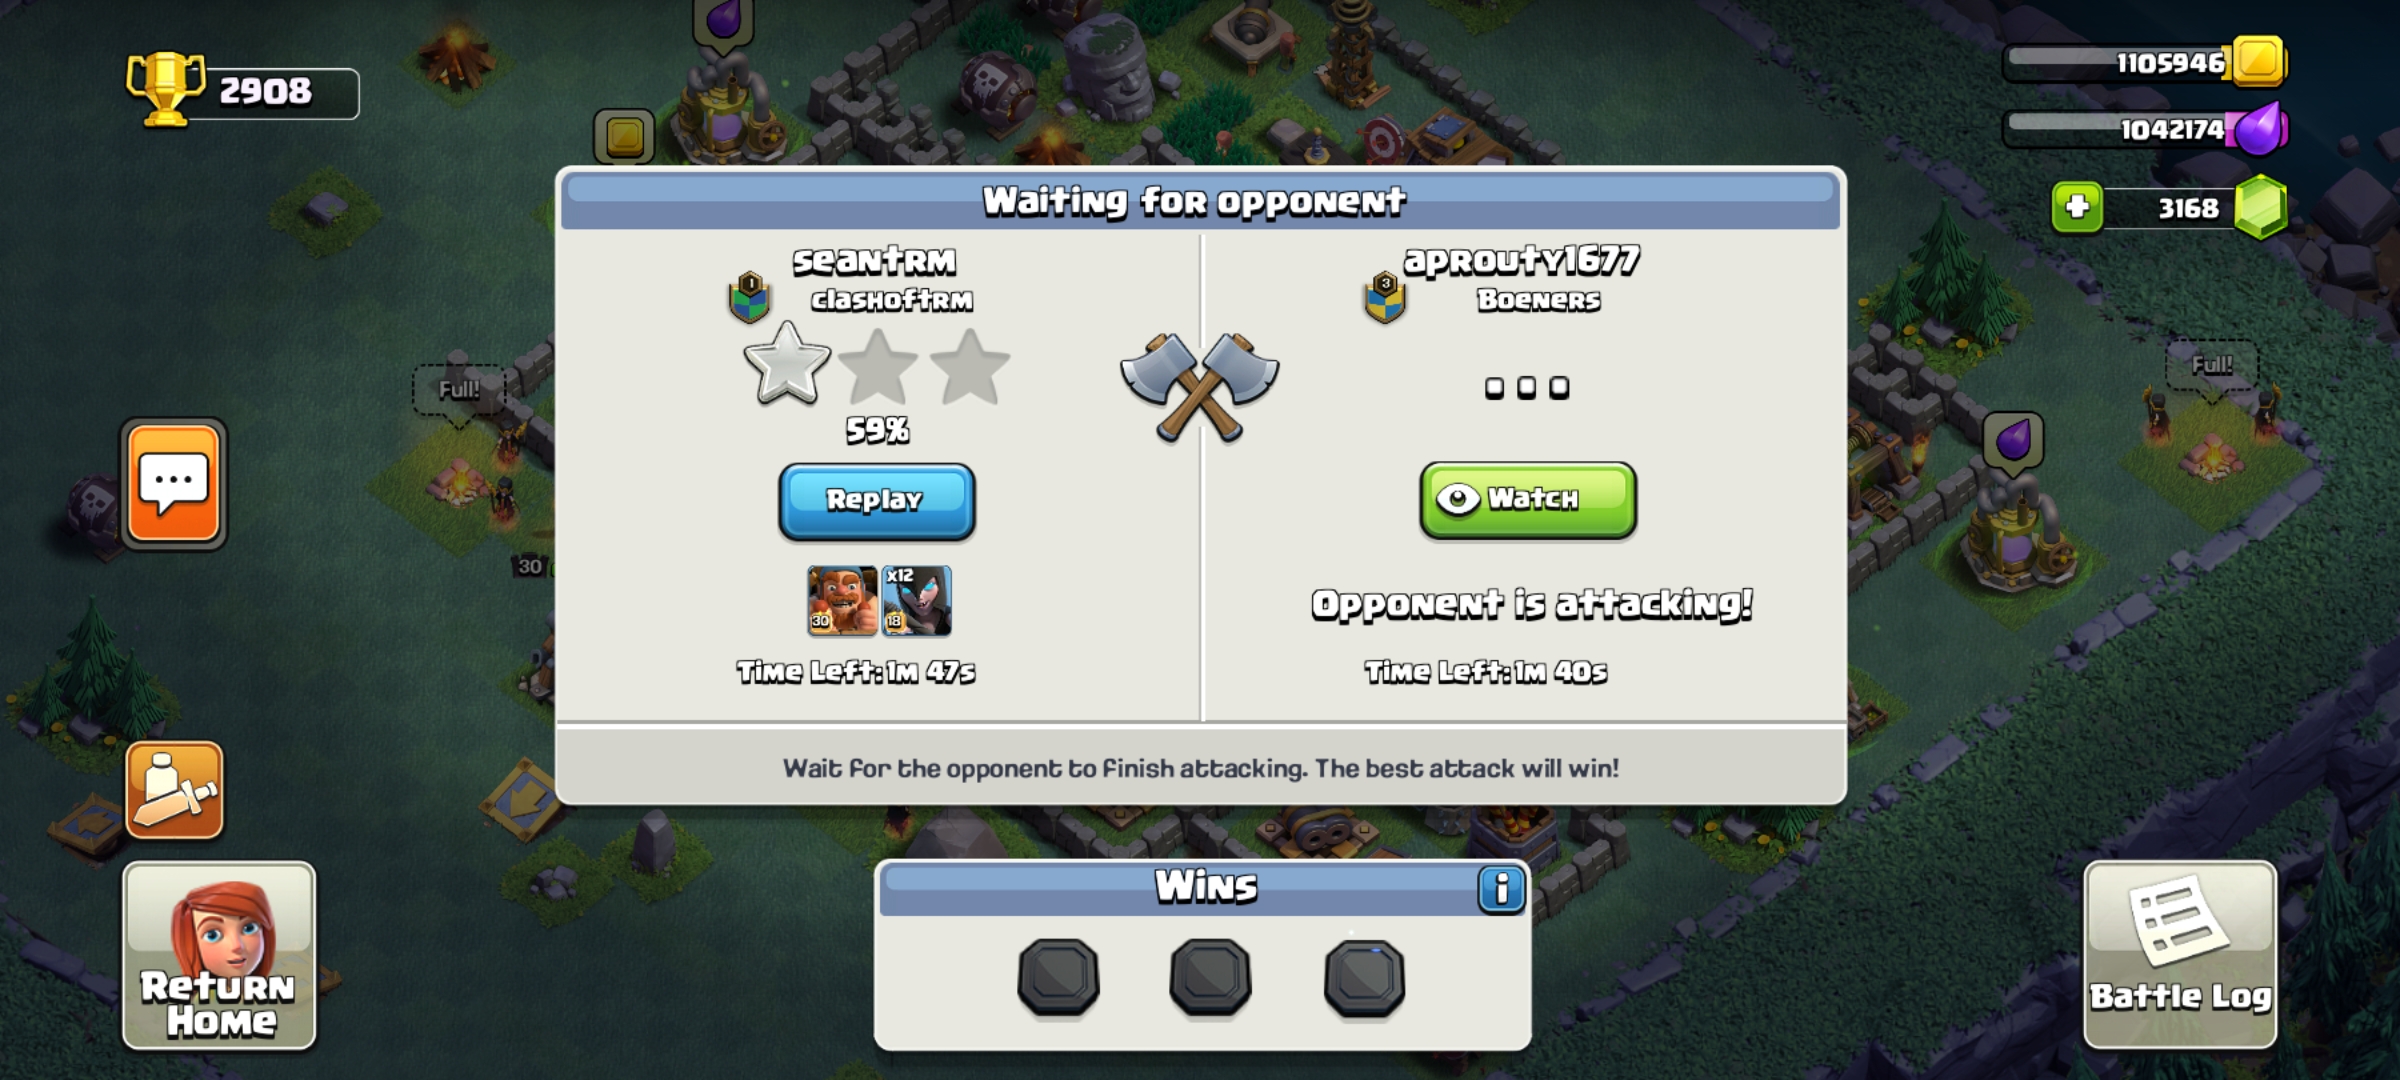 2908
1105946
1042174
3168
Waiting for opponent
seantrm
clashoftrm
1
59%
Replay
30
x12
18
Time Left:1m 47s
aprouty1677
Boeners
3
Watch
Opponent is attacking!
Time Left:1m 40s
Wait for the opponent to finish attacking. The best attack will win!
Full!
Full!
30
Wins
i
Return
Home
Battle Log